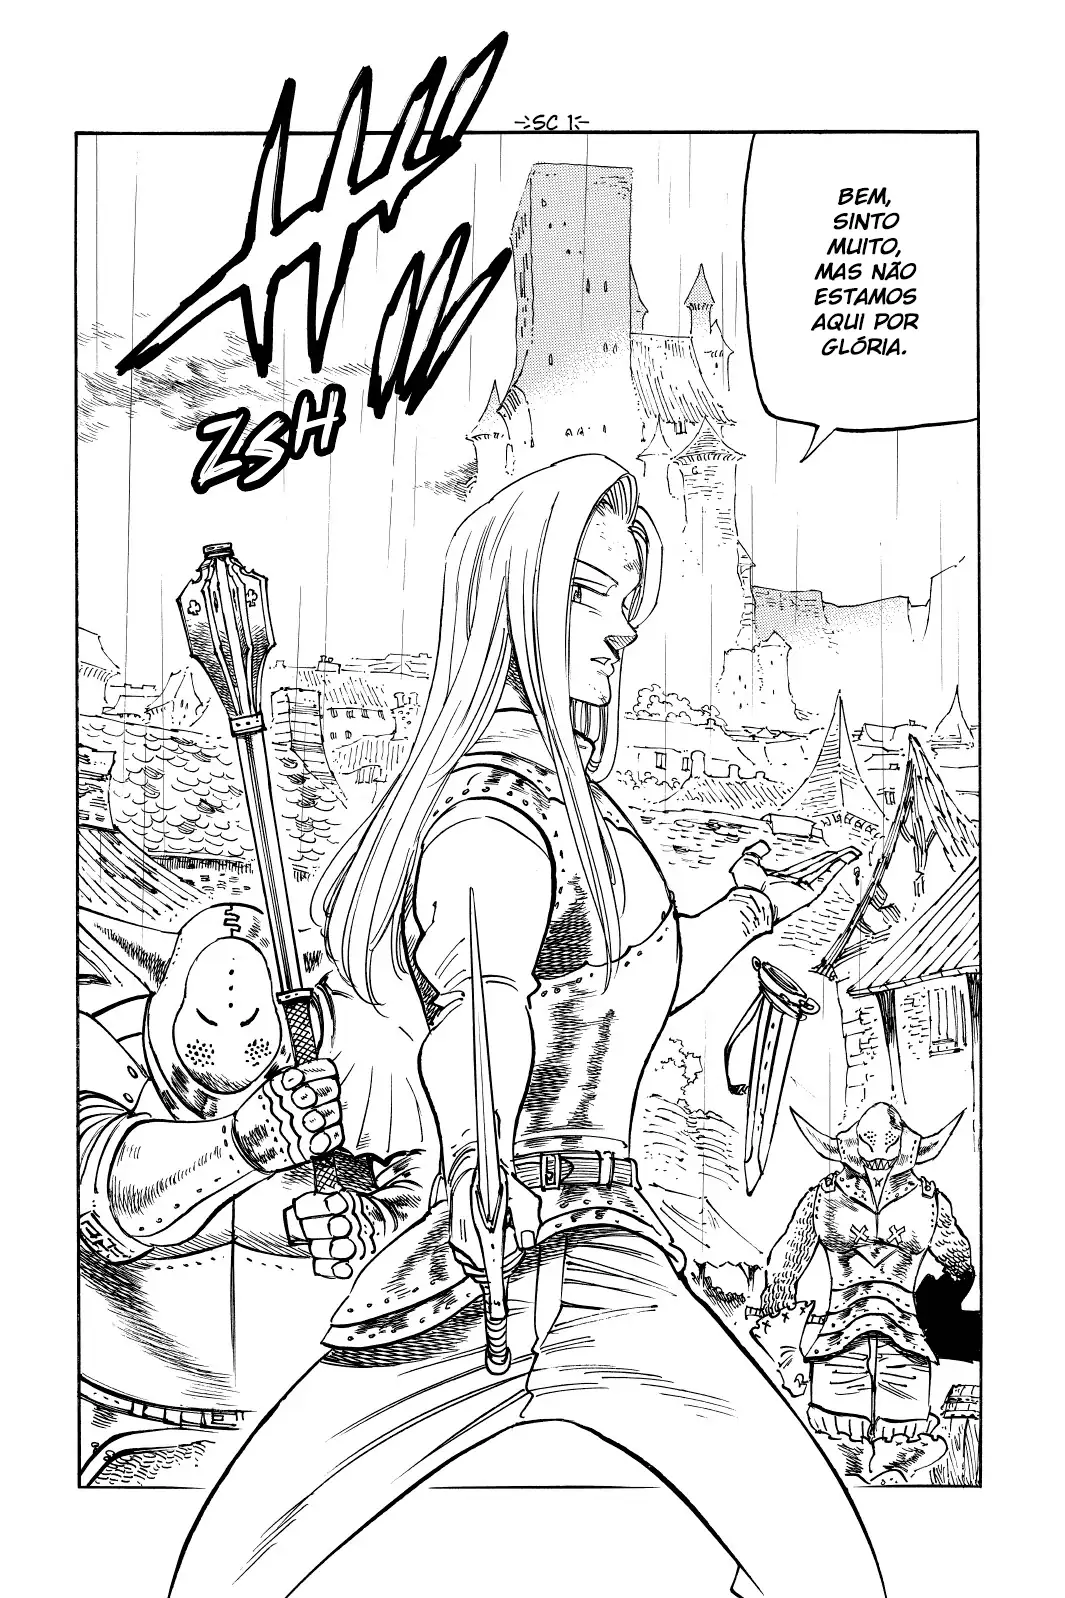 SC 1
BEM,
SINTO
MUITO,
MAS NÃO
ESTAMOS
AQUI POR
GLÓRIA.
ZSH